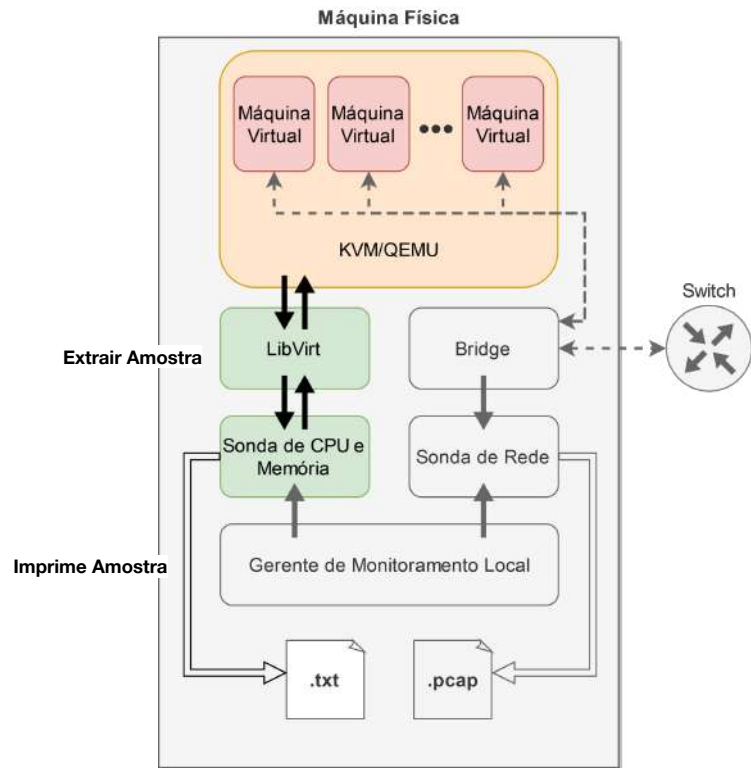 Máquina Física
Máquina
Virtual
Máquina
Virtual
Máquina
Virtual
KVM/QEMU
Switch
Extrair Amostra
LibVirt
Bridge
Sonda de CPU e
Memória
Sonda de Rede
Imprime Amostra
Gerente de Monitoramento Local
.txt
.pcap